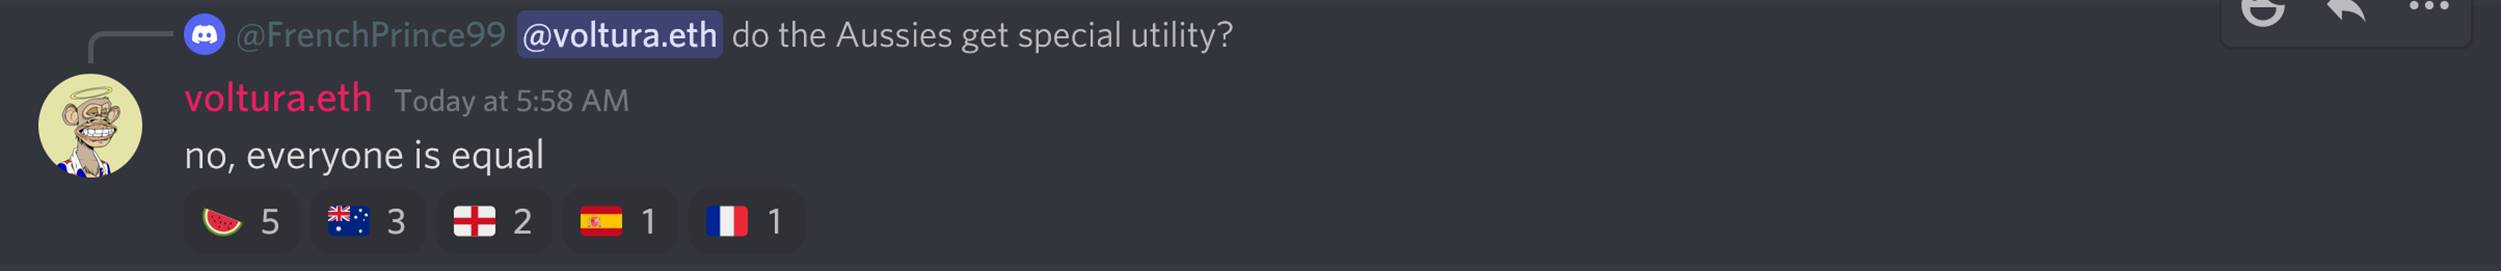 @FrenchPrince99 @voltura.eth do the Aussies get special utility?
voltura.eth Today at 5:58 AM
no, everyone is equal
5 3 2 1 1